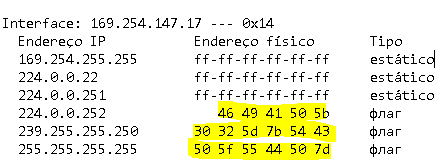 Interface: 169.254.147.17 --- 0x14
Endereço IP Endereço físico Tipo
169.254.255.255 ff-ff-ff-ff-ff-ff estático
224.0.0.22 ff-ff-ff-ff-ff-ff estático
224.0.0.251 ff-ff-ff-ff-ff-ff estático
224.0.0.252 46 49 41 50 5b флаг
239.255.255.250 30 32 5d 7b 54 43 флаг
255.255.255.255 50 5f 55 44 50 7d флаг